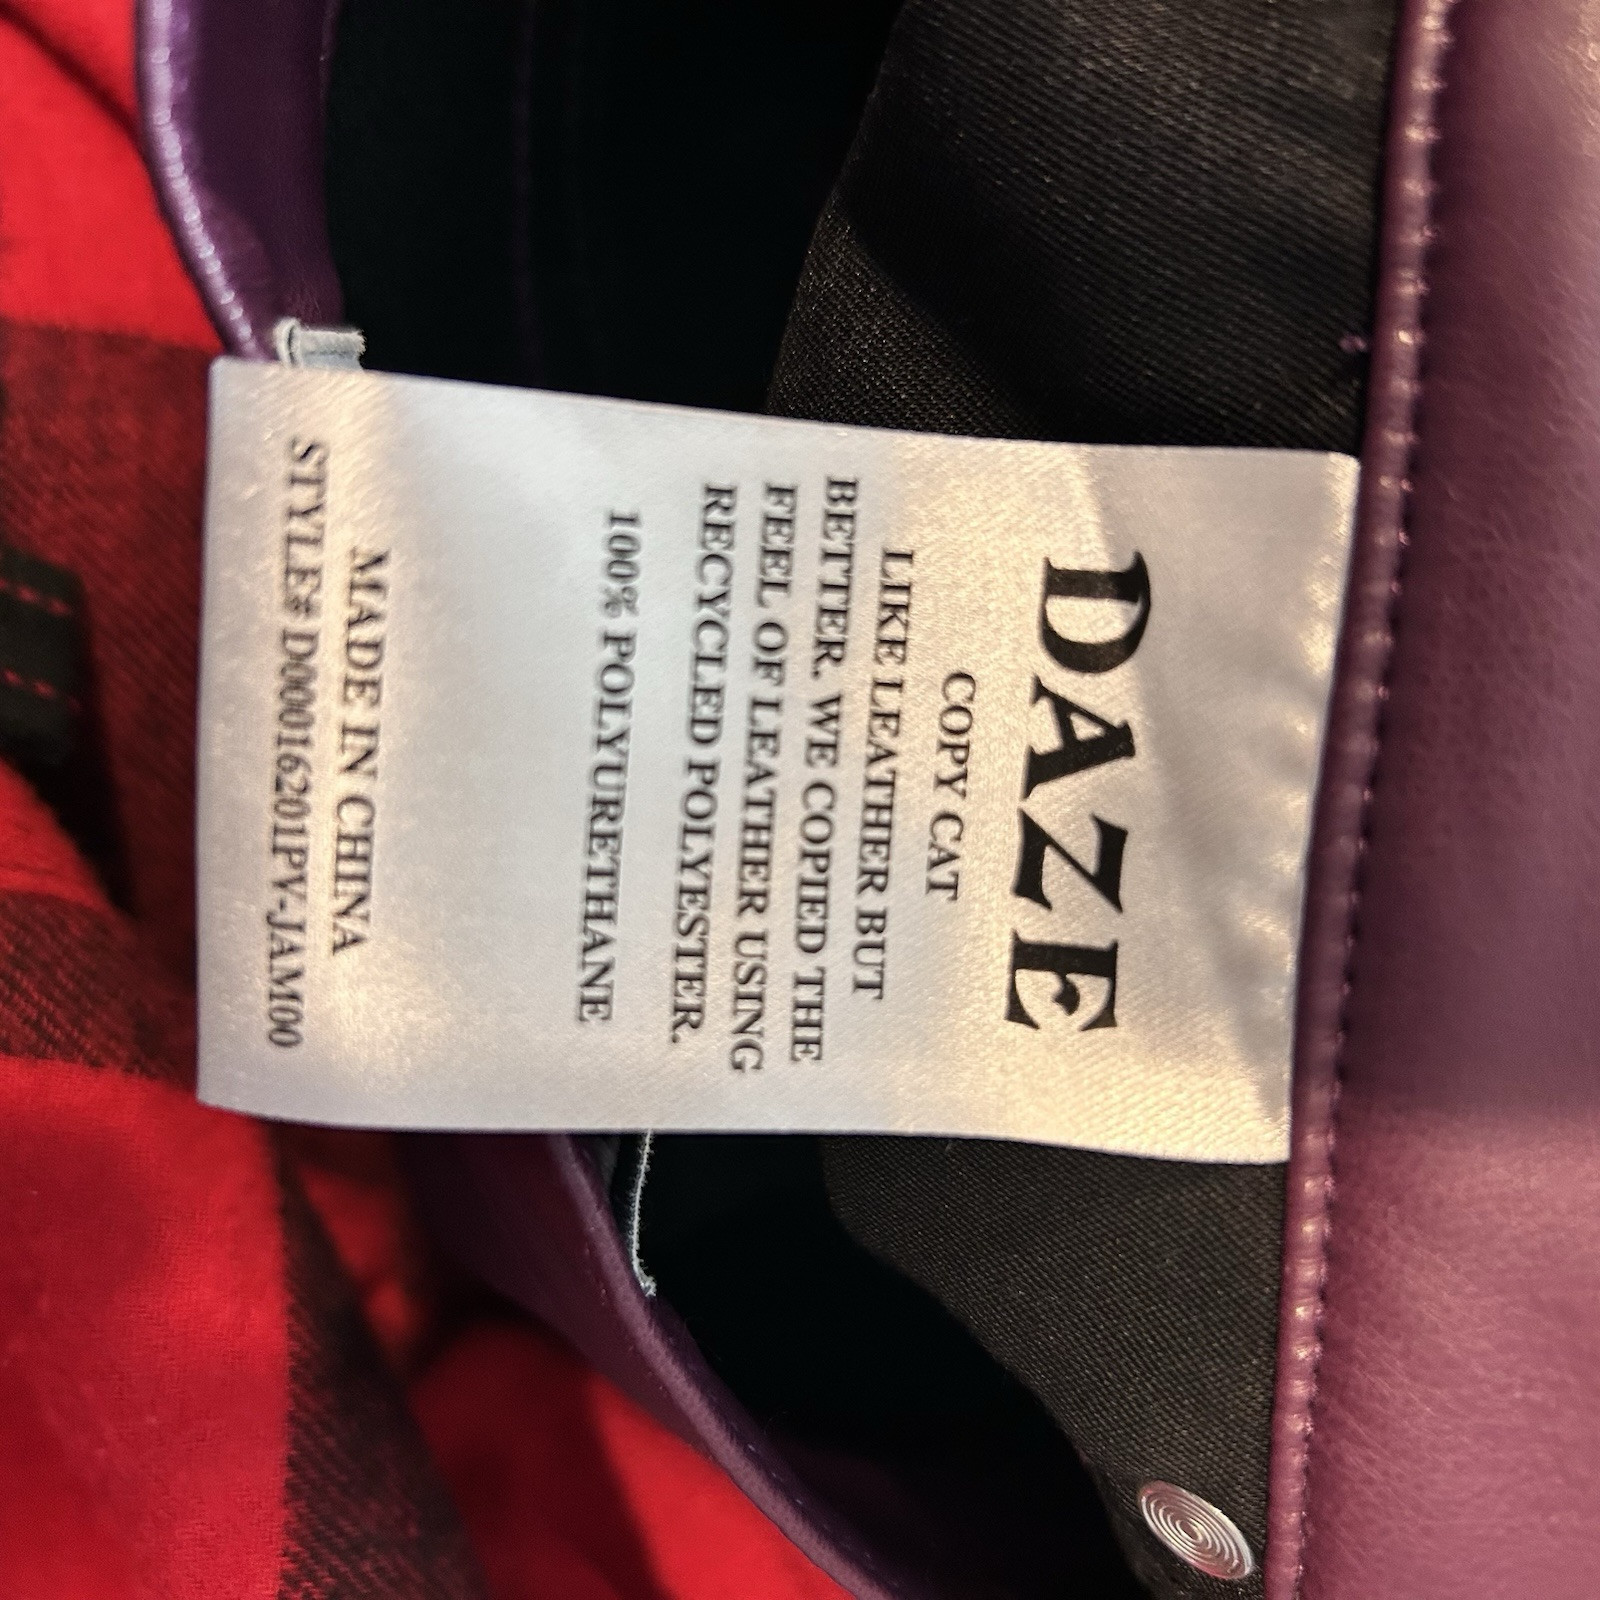 DAZE
COPY CAT
LIKE LEATHER BUT
BETTER. WE COPIED THE
FEEL OF LEATHER USING
RECYCLED POLYESTER.
100% POLYURETHANE
MADE IN CHINA
STYLE# D00016201PV-JAM00